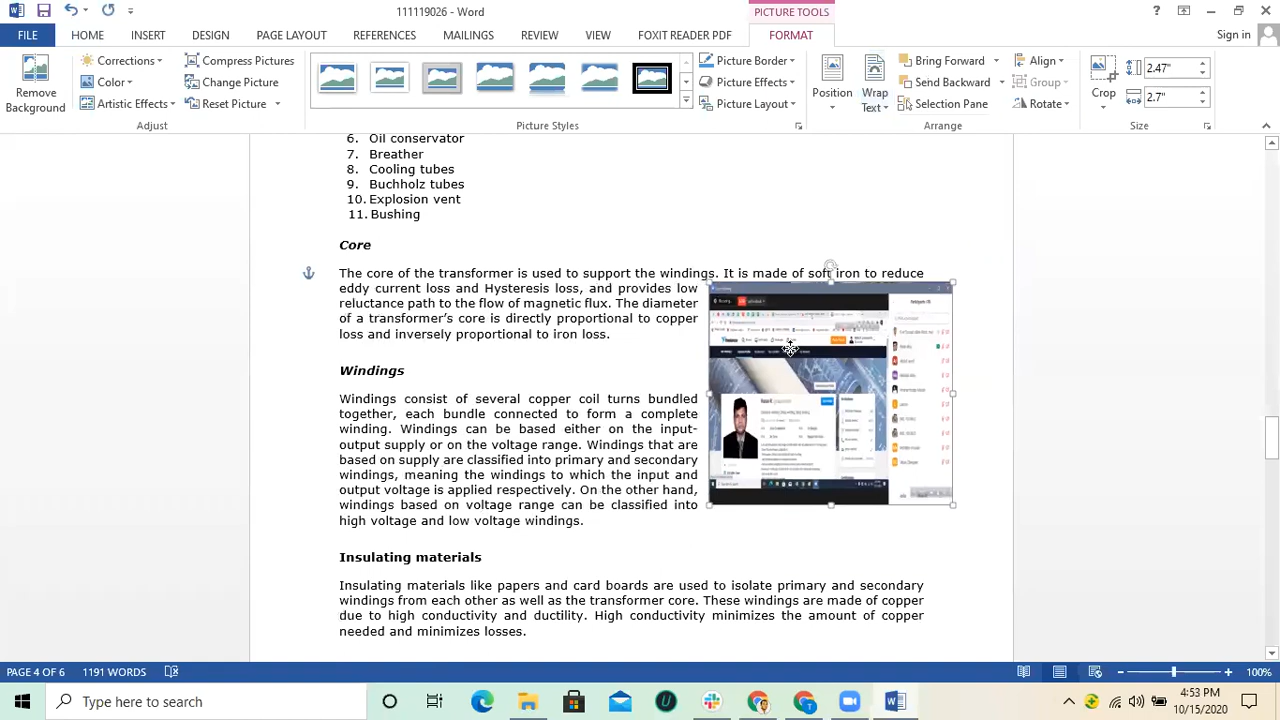 111119026 - Word
PICTURE TOOLS
?
FILE
HOME
INSERT
DESIGN
PAGE LAYOUT
REFERENCES
MAILINGS
REVIEW
VIEW
FOXIT READER PDF
FORMAT
Sign in
Remove Background
Corrections
Color
Artistic Effects
Compress Pictures
Change Picture
Reset Picture
Picture Border
Picture Effects
Picture Layout
Position
Wrap Text
Bring Forward
Send Backward
Selection Pane
Align
Group
Rotate
Crop
2.47"
2.7"
Adjust
Picture Styles
Arrange
Size
6. Oil conservator
7. Breather
8. Cooling tubes
9. Buchholz tubes
10. Explosion vent
11. Bushing
Core
The core of the transformer is used to support the windings. It is made of soft iron to reduce
eddy current loss and Hysteresis loss, and provides low
reluctance path to the flow of magnetic flux. The diameter
of a transformer's core is directly proportional to copper
loss and inversely proportional to iron loss.
Windings
Windings consist of several copper coil turns bundled
together, each bundle connected to form a complete
winding. Windings can be based either on the input-
output supply or on the voltage range. Windings that are
based on supply are classified into primary and secondary
windings, meaning the windings to which the input and
output voltage is applied respectively. On the other hand,
windings based on voltage range can be classified into
high voltage and low voltage windings.
Insulating materials
Insulating materials like papers and card boards are used to isolate primary and secondary
windings from each other as well as the transformer core. These windings are made of copper
due to high conductivity and ductility. High conductivity minimizes the amount of copper
needed and minimizes losses.
PAGE 4 OF 6
1191 WORDS
100%
Type here to search
4:53 PM
10/15/2020